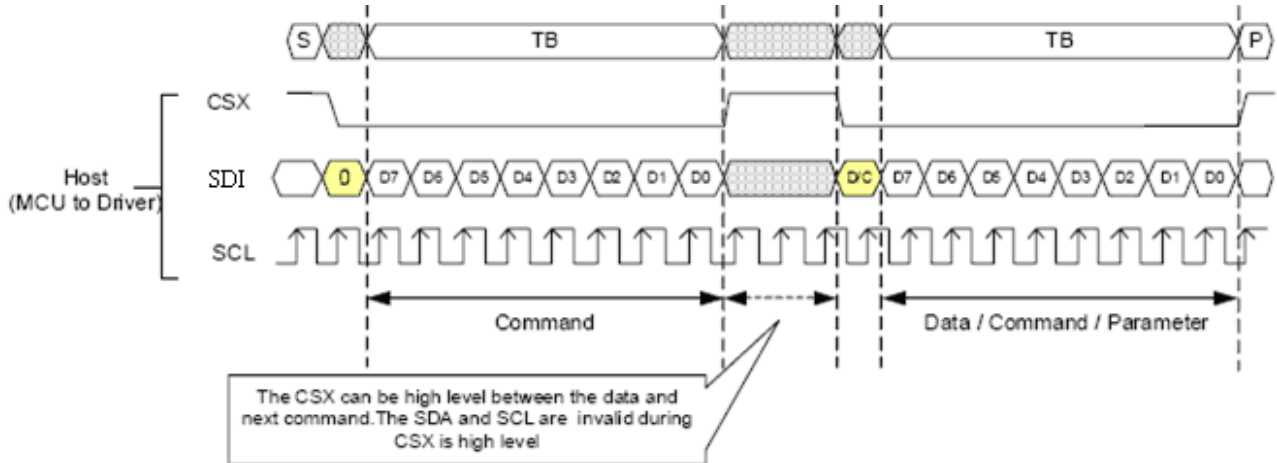 S TB TB P
CSX
Host
(MCU to Driver)
SDI 0 D7 D6 D5 D4 D3 D2 D1 D0 D/C D7 D6 D5 D4 D3 D2 D1 D0
SCL
Command Data / Command / Parameter
The CSX can be high level between the data and
next command.The SDA and SCL are invalid during
CSX is high level